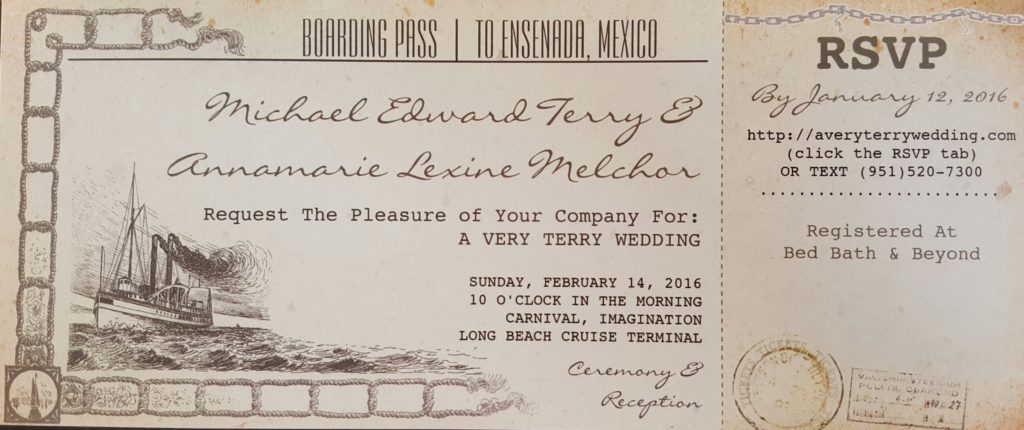 BOARDING PASS | TO ENSENADA, MEXICO
Michael Edward Terry &
Annamarie Lexine Melchor
Request The Pleasure of Your Company For:
A VERY TERRY WEDDING
SUNDAY, FEBRUARY 14, 2016
10 O'CLOCK IN THE MORNING
CARNIVAL, IMAGINATION
LONG BEACH CRUISE TERMINAL
Ceremony &
Reception
RSVP
By January 12, 2016
http://averyterrywedding.com
(click the RSVP tab)
OR TEXT (951)520-7300
Registered At
Bed Bath & Beyond